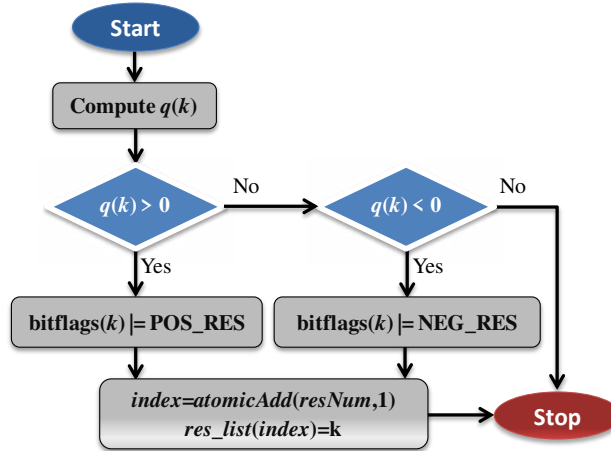 Start
Compute q(k)
q(k) > 0
No
q(k) < 0
No
Yes
Yes
bitflags(k) |= POS_RES
bitflags(k) |= NEG_RES
index=atomicAdd(resNum,1)
res_list(index)=k
Stop